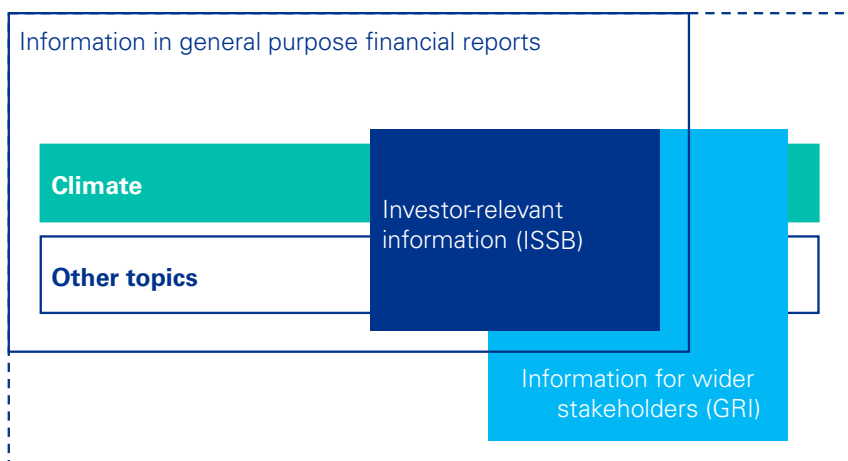 Information in general purpose financial reports
Climate
Investor-relevant
information (ISSB)
Other topics
Information for wider
stakeholders (GRI)